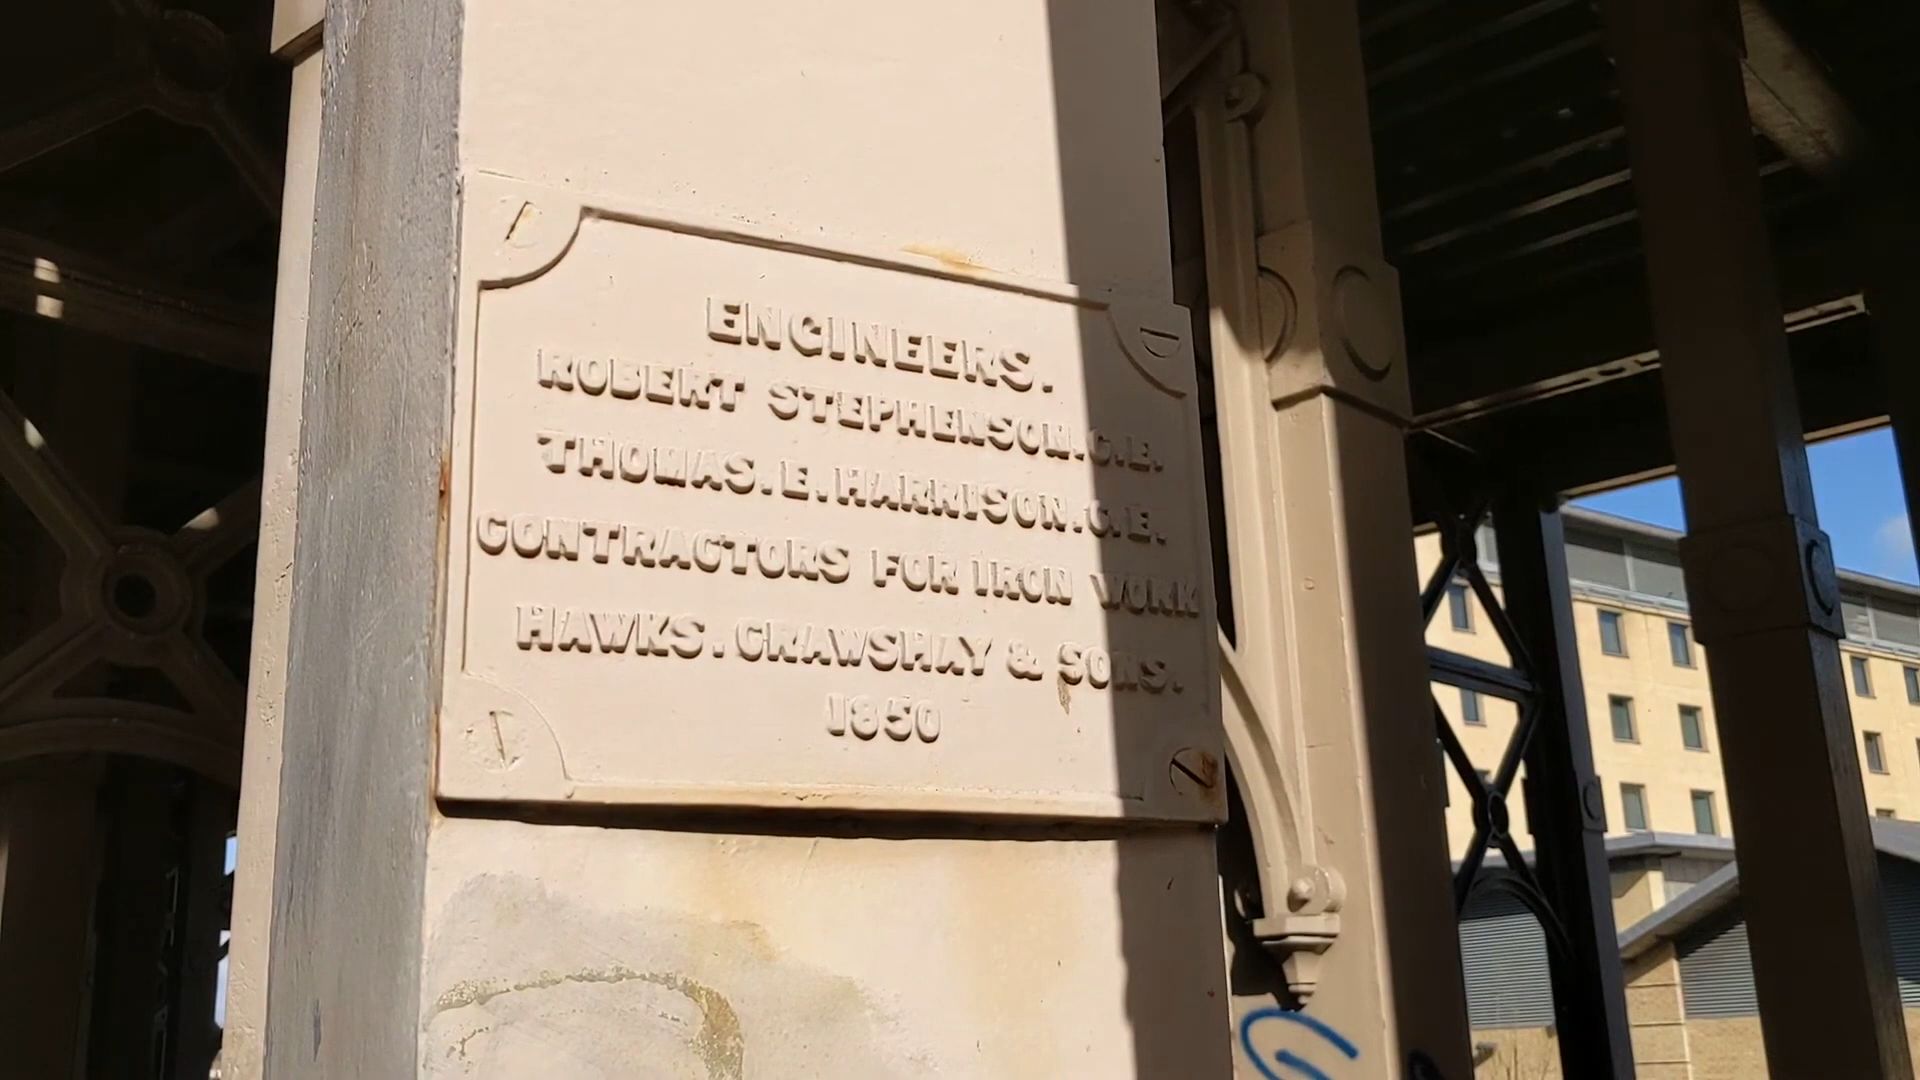 ENGINEERS.
ROBERT STEPHENSON.C.E.
THOMAS.E.HARRISON.C.E.
CONTRACTORS FOR IRON WORK
HAWKS.CRAWSHAY & SONS.
1850